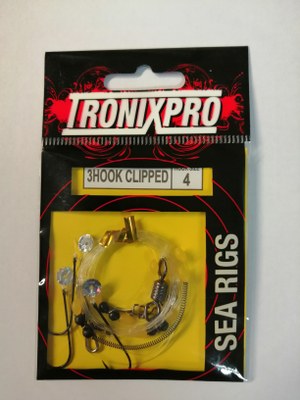 TRONIXPRO
3HOOK CLIPPED
4
SEA RIGS